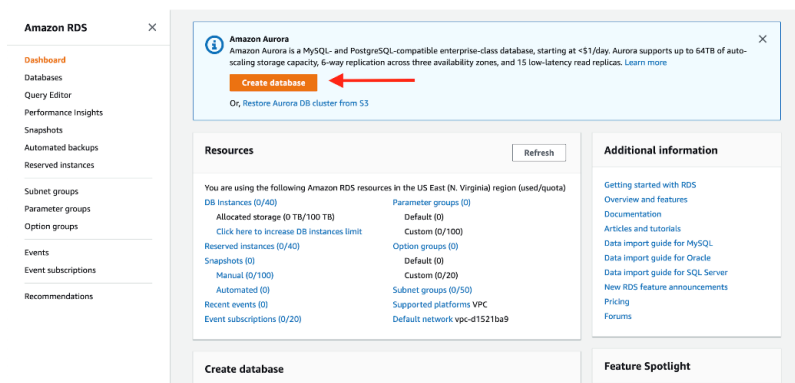 Amazon RDS
Dashboard
Databases
Query Editor
Performance Insights
Snapshots
Automated backups
Reserved instances
Subnet groups
Parameter groups
Option groups
Events
Event subscriptions
Recommendations
Amazon Aurora
Amazon Aurora is a MySQL- and PostgreSQL-compatible enterprise-class database, starting at <$1/day. Aurora supports up to 64TB of auto-
scaling storage capacity, 6-way replication across three availability zones, and 15 low-latency read replicas. Learn more
Create database
Or, Restore Aurora DB cluster from S3
Resources
Refresh
You are using the following Amazon RDS resources in the US East (N. Virginia) region (used/quota)
DB Instances (0/40)
Allocated storage (0 TB/100 TB)
Click here to increase DB instances limit
Reserved instances (0/40)
Snapshots (0)
Manual (0/100)
Automated (0)
Recent events (0)
Event subscriptions (0/20)
Parameter groups (0)
Default (0)
Custom (0/100)
Option groups (0)
Default (0)
Custom (0/20)
Subnet groups (0/50)
Supported platforms VPC
Default network vpc-d1521ba9
Additional information
Getting started with RDS
Overview and features
Documentation
Articles and tutorials
Data import guide for MySQL
Data import guide for Oracle
Data import guide for SQL Server
New RDS feature announcements
Pricing
Forums
Create database
Feature Spotlight